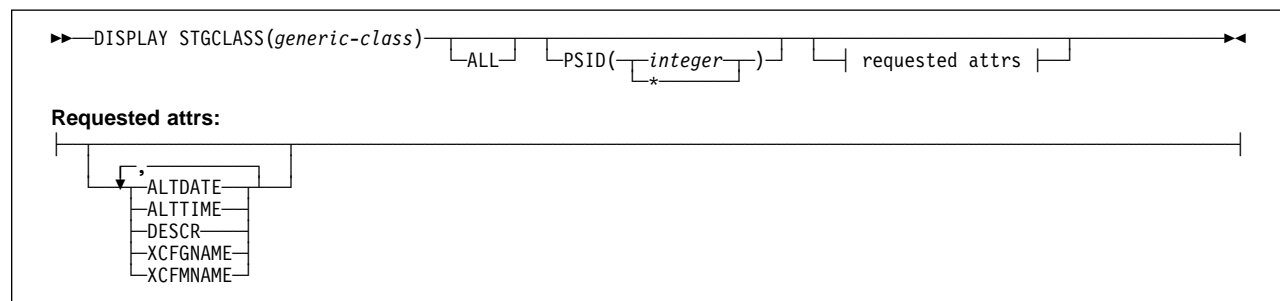 DISPLAY STGCLASS(generic-class)
ALL
PSID( integer )
*
requested attrs
Requested attrs:
,
ALTDATE
ALTTIME
DESCR
XCFGNAME
XCFMNAME